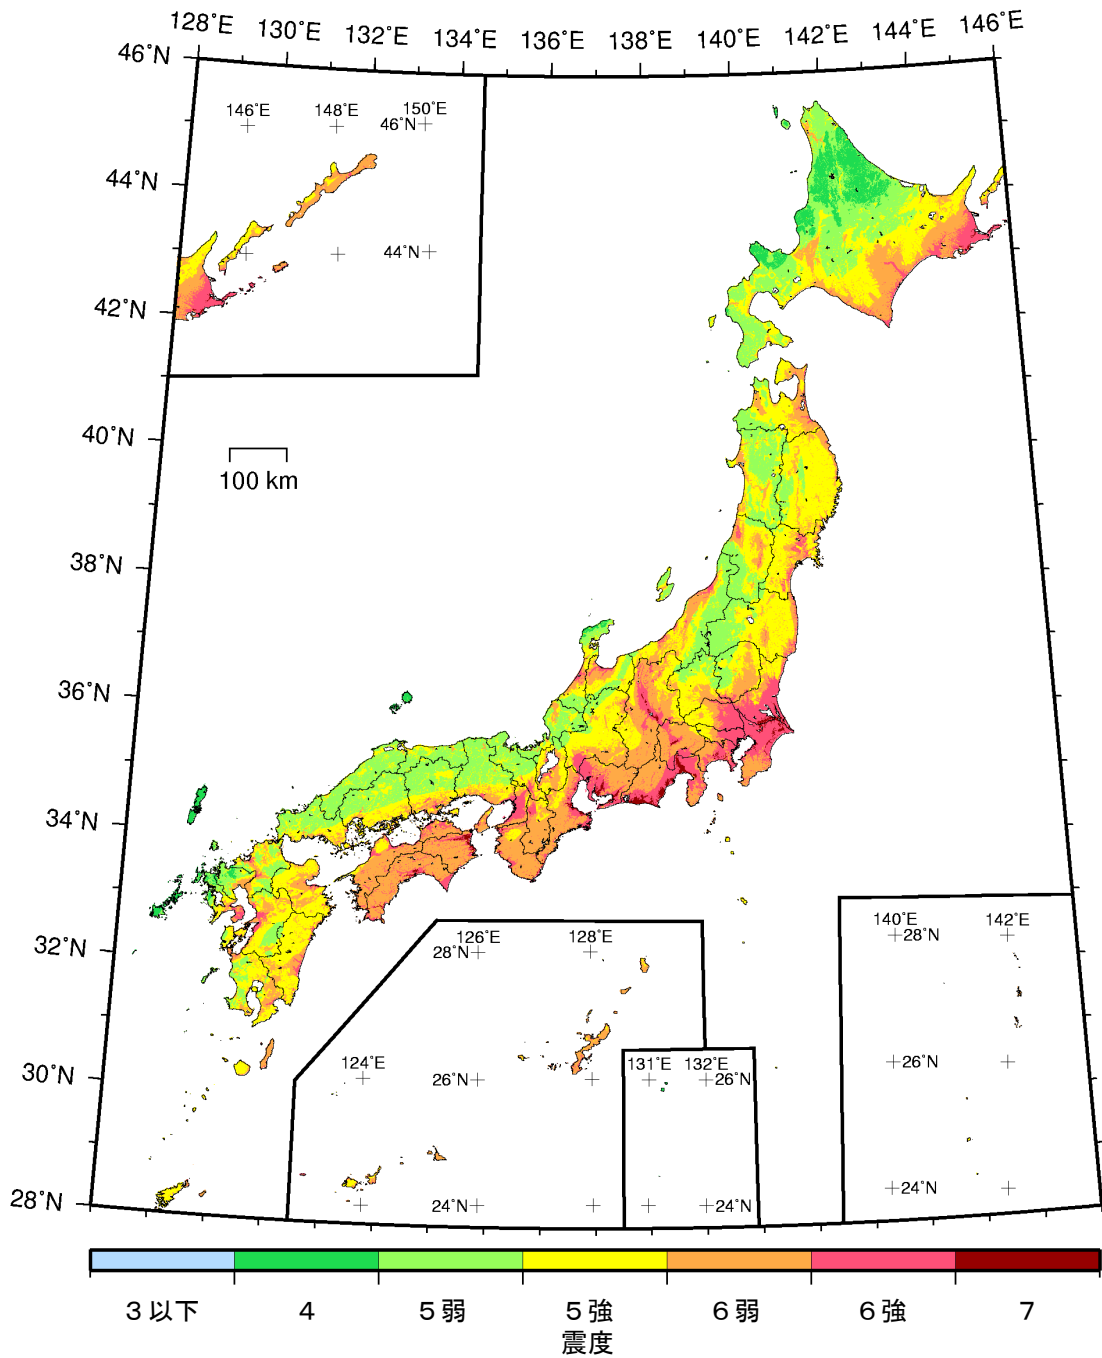 128°E 130°E 132°E 134°E 136°E 138°E 140°E 142°E 144°E 146°E
46°N
146°E 148°E 150°E
46°N
44°N
44°N
42°N
40°N
100 km
38°N
36°N
34°N
32°N
126°E 128°E
28°N
140°E 142°E
28°N
30°N
124°E
26°N
131°E 132°E
26°N
26°N
28°N
24°N
24°N
24°N
3以下 4 5弱 5強 6弱 6強 7
震度